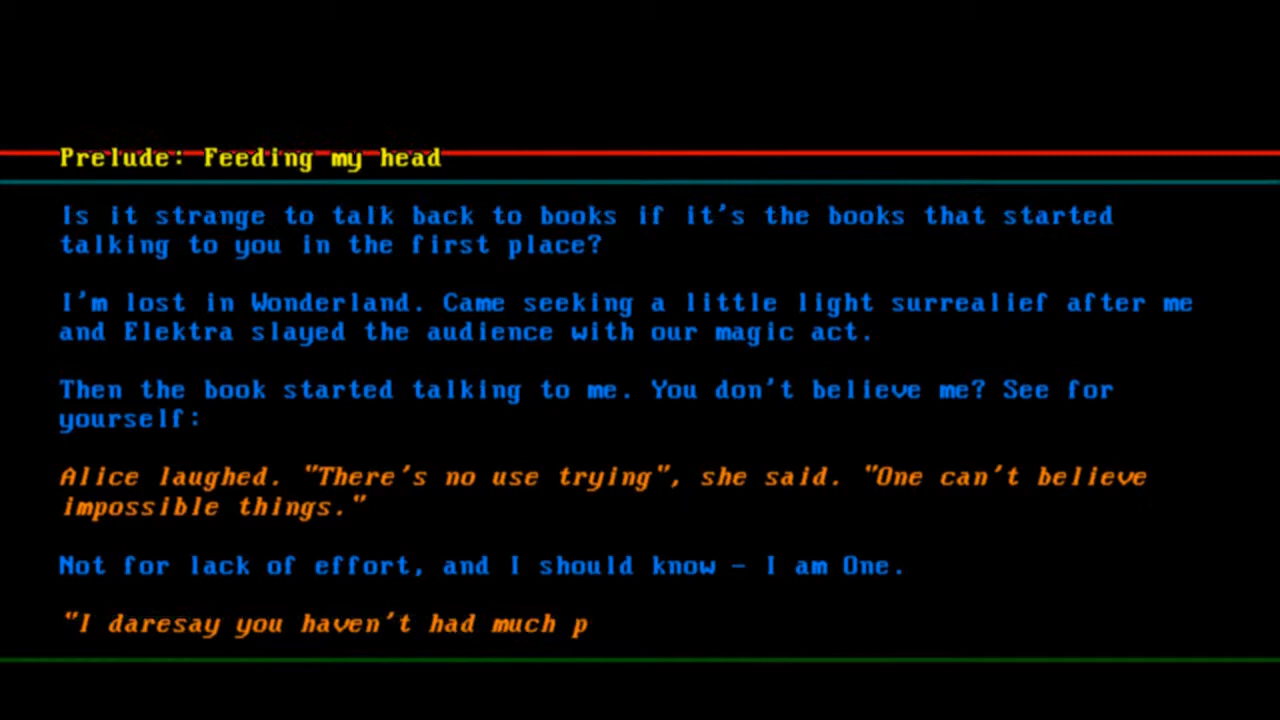 Prelude: Feeding my head
Is it strange to talk back to books if it's the books that started
talking to you in the first place?
I'm lost in Wonderland. Came seeking a little light surrealief after me
and Elektra slayed the audience with our magic act.
Then the book started talking to me. You don't believe me? See for
yourself:
Alice laughed. "There's no use trying", she said. "One can't believe
impossible things."
Not for lack of effort, and I should know - I am One.
"I daresay you haven't had much p